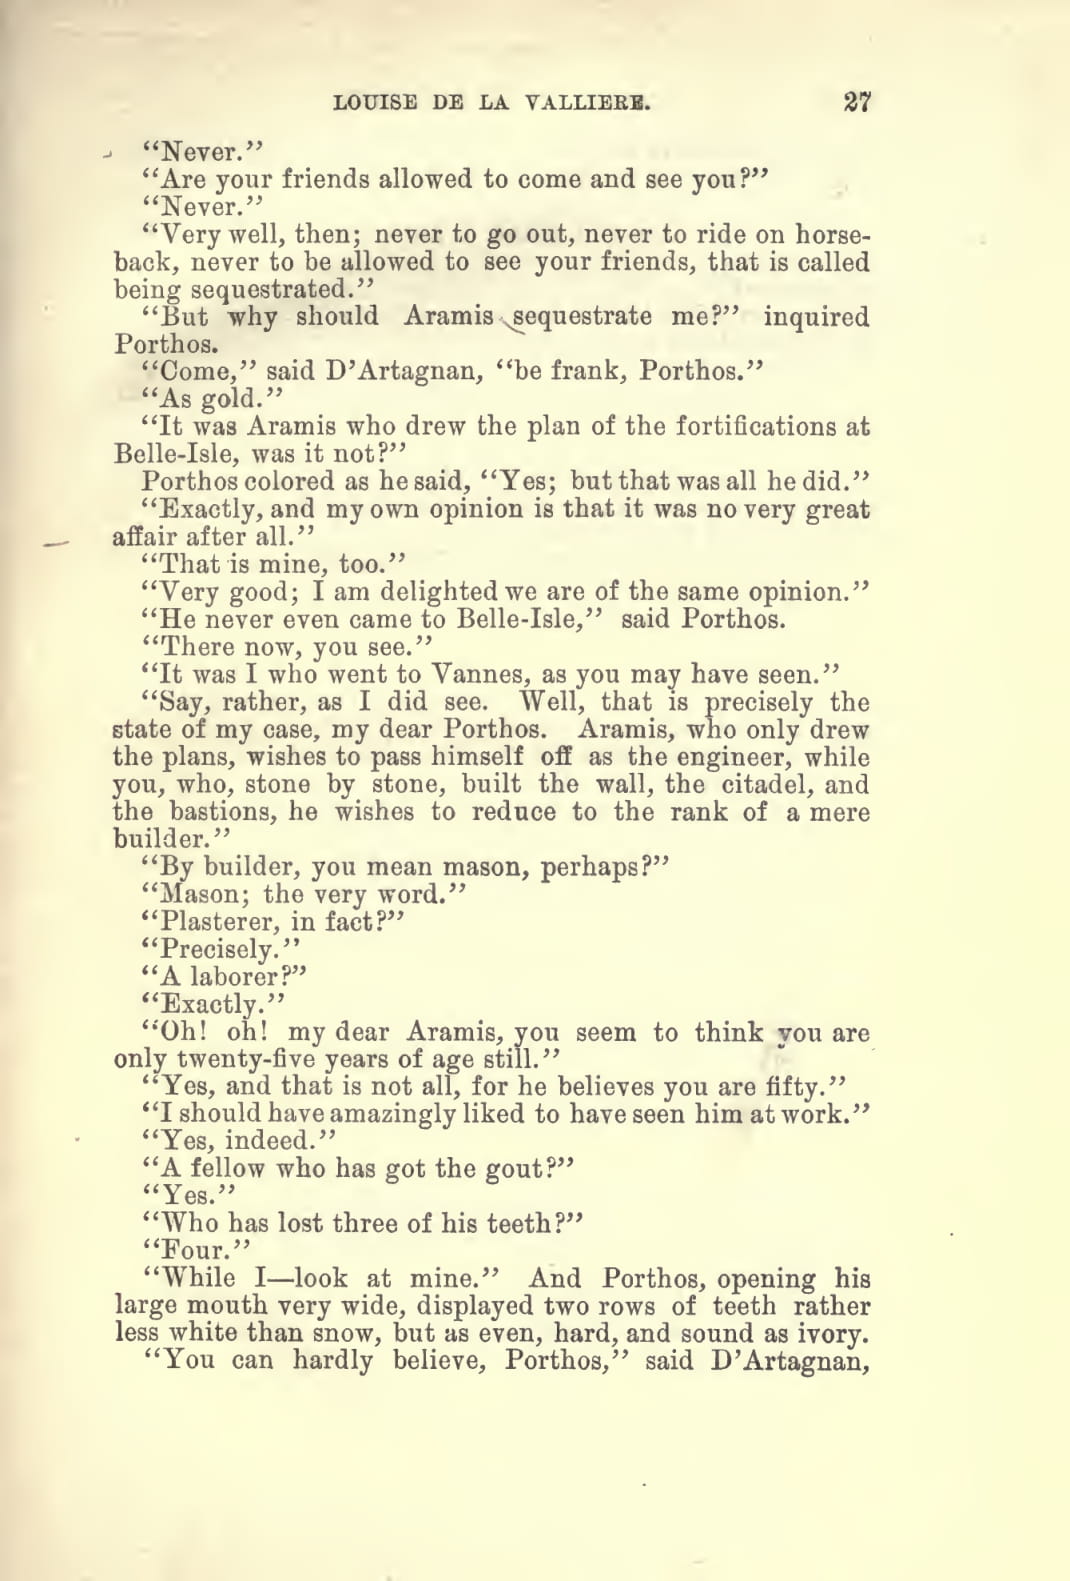 LOUISE DE LA VALLIERE. 27
“Never.”
“Are your friends allowed to come and see you?”
“Never.”
“Very well, then; never to go out, never to ride on horse-
back, never to be allowed to see your friends, that is called
being sequestrated.”
“But why should Aramis sequestrate me?” inquired
Porthos.
“Come,” said D’Artagnan, “be frank, Porthos.”
“As gold.”
“It was Aramis who drew the plan of the fortifications at
Belle-Isle, was it not?”
Porthos colored as he said, “Yes; but that was all he did.”
“Exactly, and my own opinion is that it was no very great
affair after all.”
“That is mine, too.”
“Very good; I am delighted we are of the same opinion.”
“He never even came to Belle-Isle,” said Porthos.
“There now, you see.”
“It was I who went to Vannes, as you may have seen.”
“Say, rather, as I did see. Well, that is precisely the
state of my case, my dear Porthos. Aramis, who only drew
the plans, wishes to pass himself off as the engineer, while
you, who, stone by stone, built the wall, the citadel, and
the bastions, he wishes to reduce to the rank of a mere
builder.”
“By builder, you mean mason, perhaps?”
“Mason; the very word.”
“Plasterer, in fact?”
“Precisely.”
“A laborer?”
“Exactly.”
“Oh! oh! my dear Aramis, you seem to think you are
only twenty-five years of age still.”
“Yes, and that is not all, for he believes you are fifty.”
“I should have amazingly liked to have seen him at work.”
“Yes, indeed.”
“A fellow who has got the gout?”
“Yes.”
“Who has lost three of his teeth?”
“Four.”
“While I—look at mine.” And Porthos, opening his
large mouth very wide, displayed two rows of teeth rather
less white than snow, but as even, hard, and sound as ivory.
“You can hardly believe, Porthos,” said D’Artagnan,